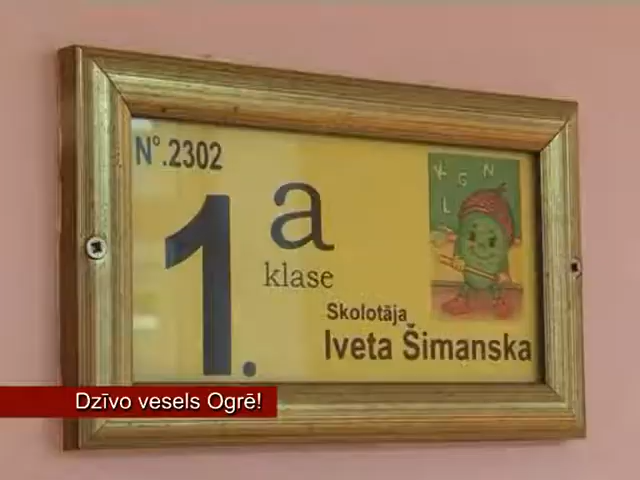 N°.2302
1.a
klase
Skolotāja
Iveta Šimanska
Dzīvo vesels Ogrē!